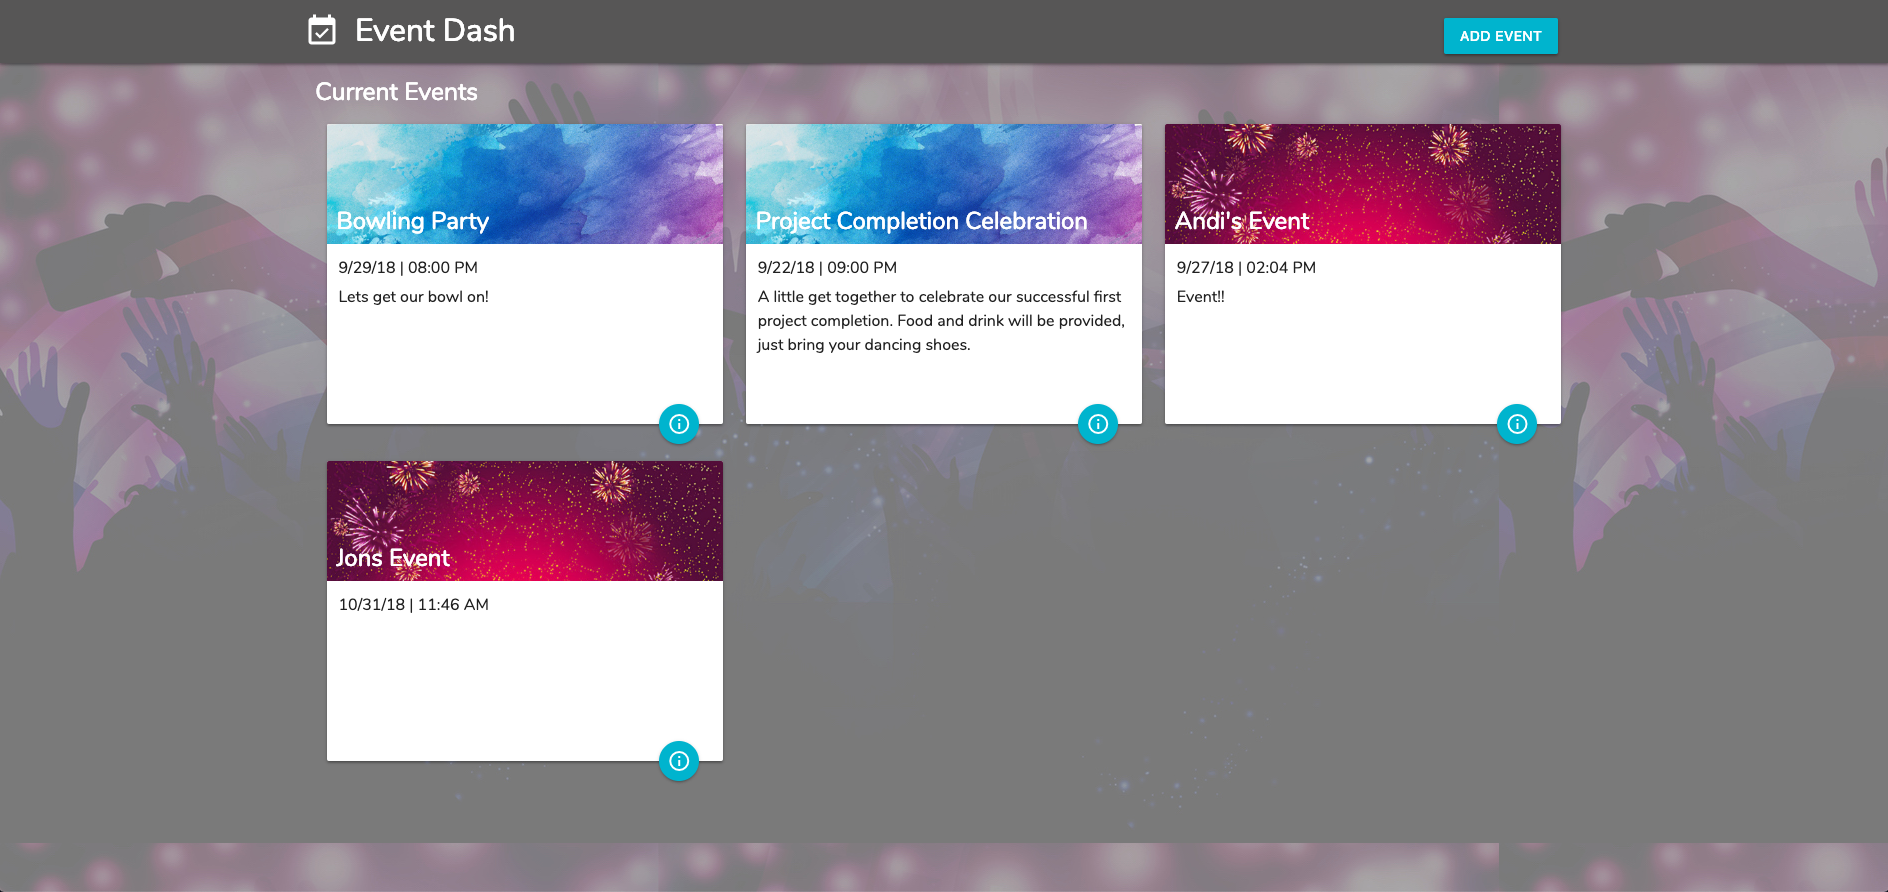 Event Dash
ADD EVENT
Current Events
Bowling Party
9/29/18 | 08:00 PM
Lets get our bowl on!
Project Completion Celebration
9/22/18 | 09:00 PM
A little get together to celebrate our successful first
project completion. Food and drink will be provided,
just bring your dancing shoes.
Andi's Event
9/27/18 | 02:04 PM
Event!!
Jons Event
10/31/18 | 11:46 AM